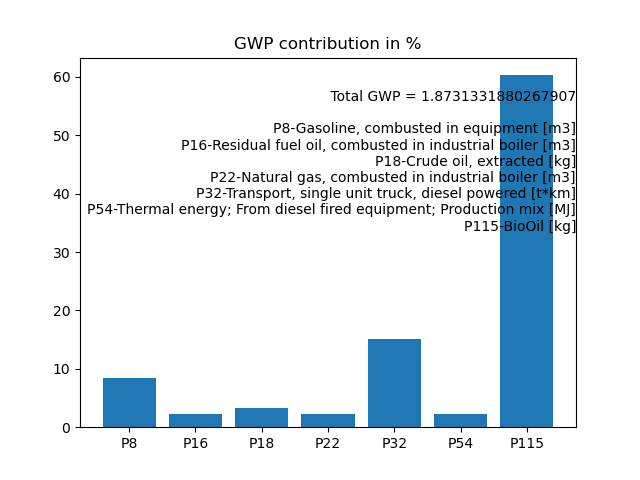 GWP contribution in %
60
50
40
30
20
10
0
Total GWP = 1.8731331880267907
P8-Gasoline, combusted in equipment [m3]
P16-Residual fuel oil, combusted in industrial boiler [m3]
P18-Crude oil, extracted [kg]
P22-Natural gas, combusted in industrial boiler [m3]
P32-Transport, single unit truck, diesel powered [t*km]
P54-Thermal energy; From diesel fired equipment; Production mix [MJ]
P115-BioOil [kg]
P8 P16 P18 P22 P32 P54 P115